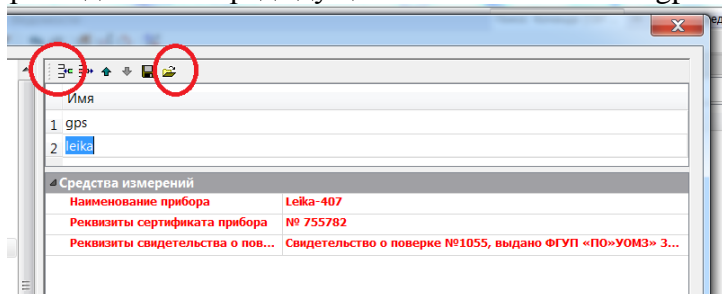 Имя
1 gps
2 leika
Средства измерений
Наименование прибора Leika-407
Реквизиты сертификата прибора № 755782
Реквизиты свидетельства о пов... Свидетельство о поверке №1055, выдано ФГУП «ПО»УОМЗ» З...